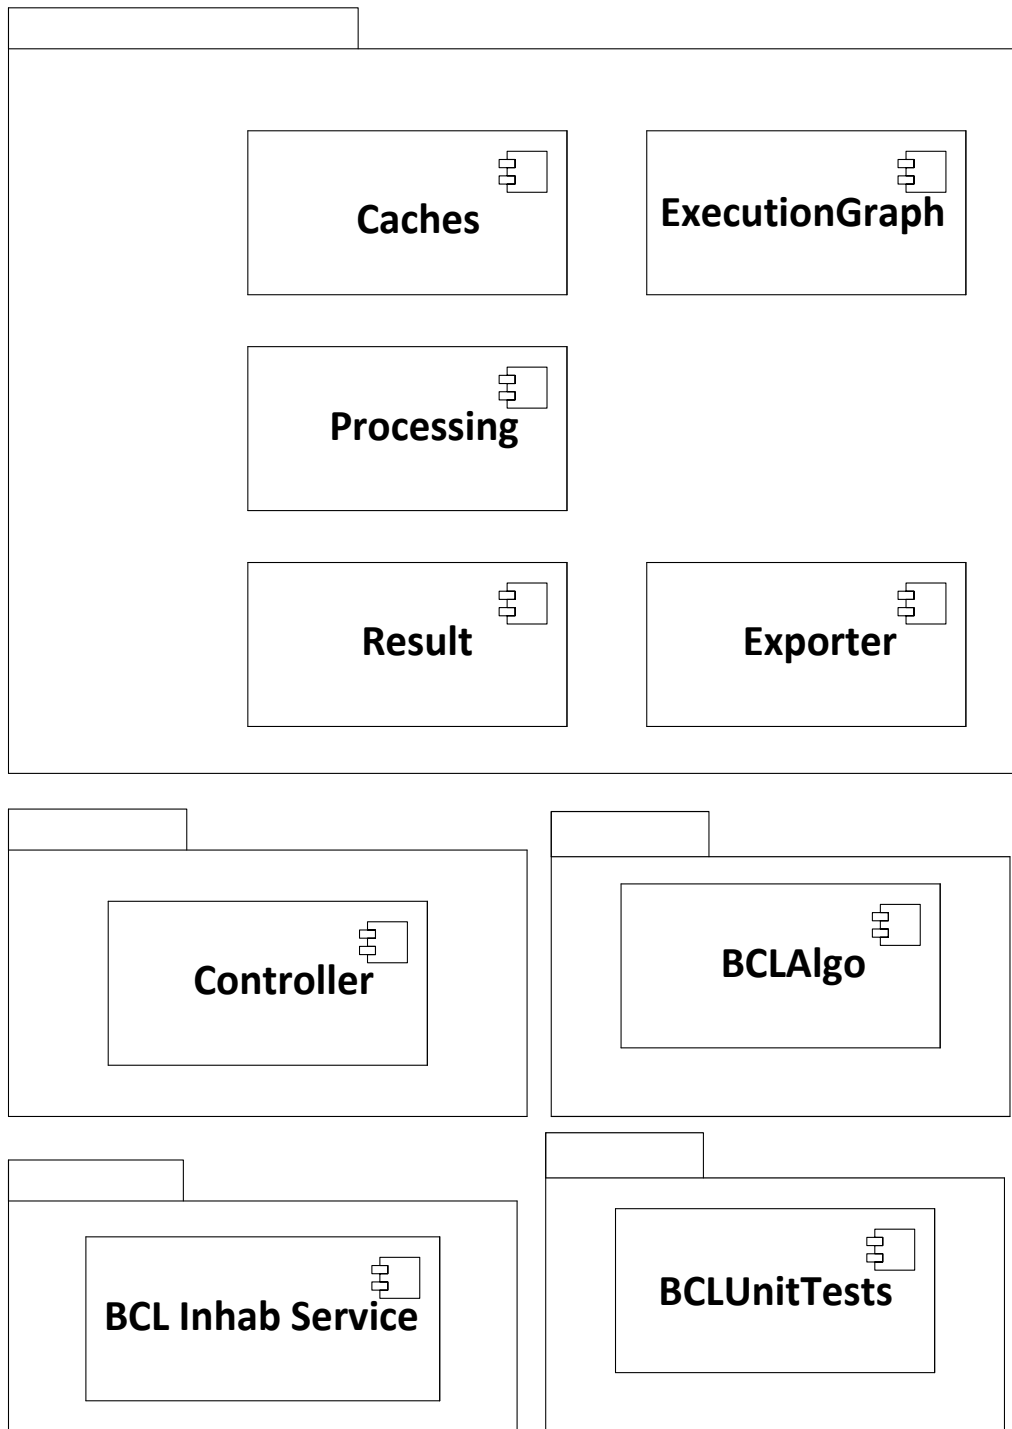 Caches
ExecutionGraph
Processing
Result
Exporter
Controller
BCLAlgo
BCL Inhab Service
BCLUnitTests